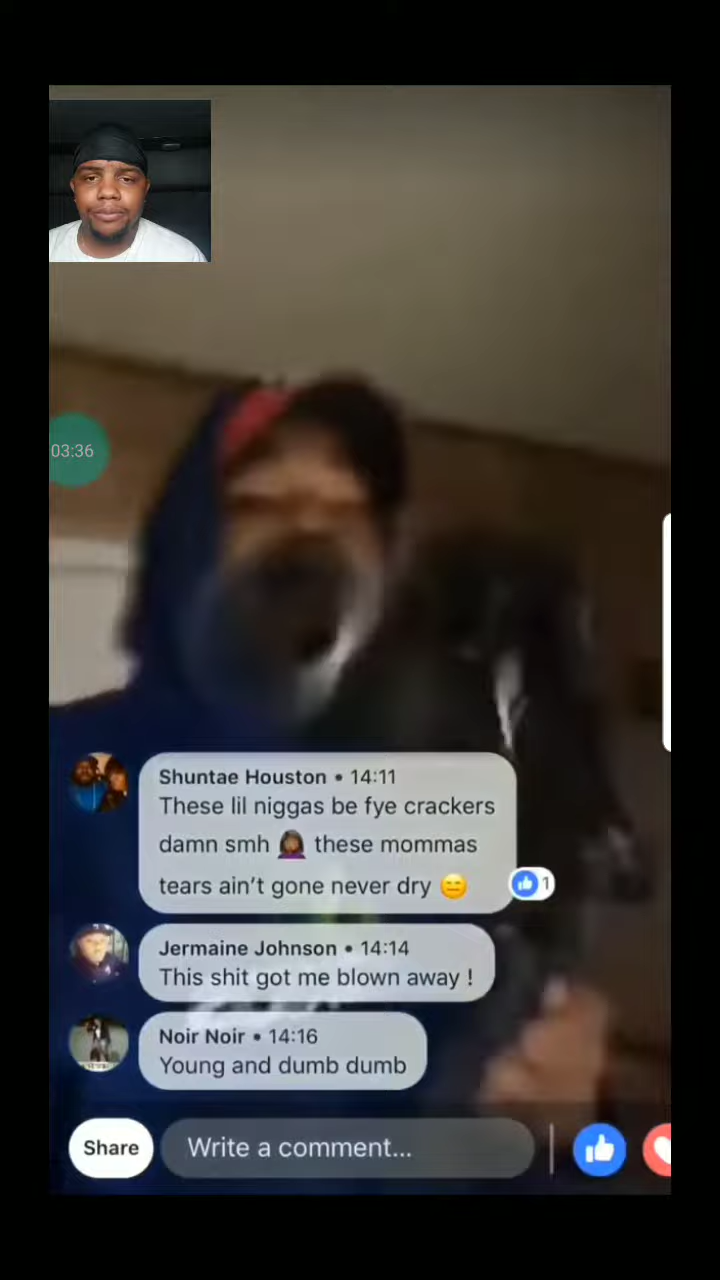 03:36
Shuntae Houston • 14:11
These lil niggas be fye crackers
damn smh 🤦🏾‍♀️ these mommas
tears ain't gone never dry 😑
1
Jermaine Johnson • 14:14
This shit got me blown away !
Noir Noir • 14:16
Young and dumb dumb
Share
Write a comment...